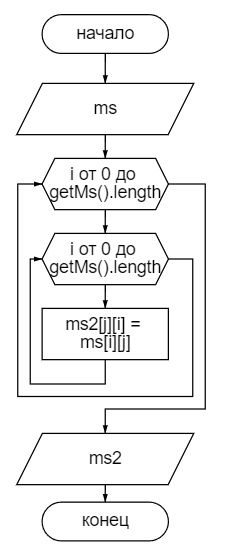 начало
ms
i от 0 до
getMs().length
i от 0 до
getMs().length
ms2[j][i] =
ms[i][j]
ms2
конец